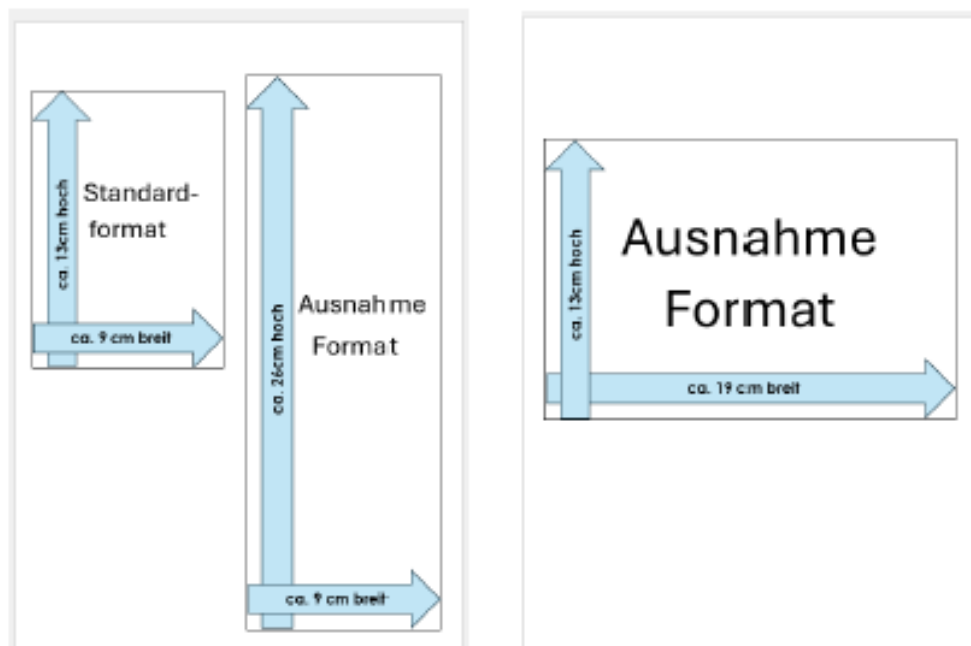 Standard-
format
ca. 13cm hoch
ca. 9 cm breit
Ausnahme
Format
ca. 26cm hoch
ca. 9 cm breit
Ausnahme
Format
ca. 13cm hoch
ca. 19 cm breit